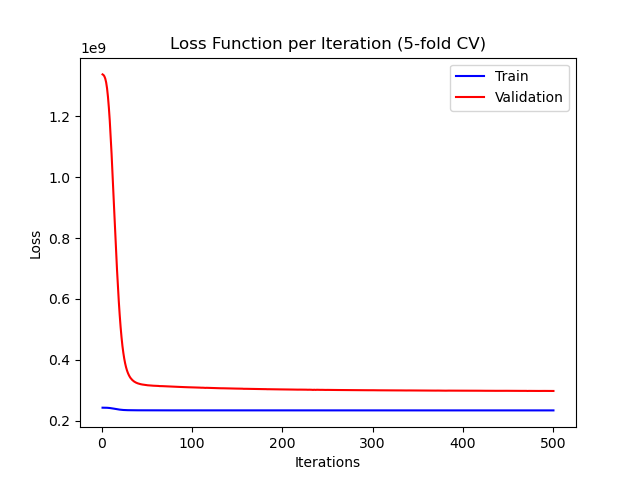 Loss Function per Iteration (5-fold CV)
1e9
Train
Validation
1.2
1.0
0.8
0.6
0.4
0.2
Loss
0 100 200 300 400 500
Iterations